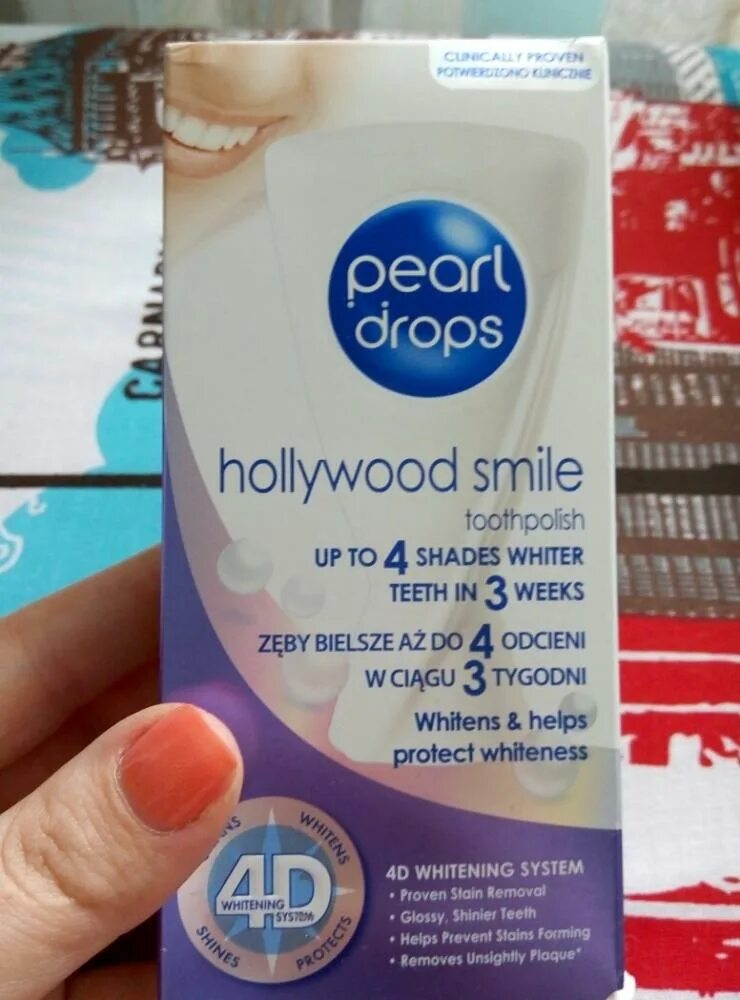 CLINICALLY PROVEN
POTWIERDZONO KLINICZNIE
pearl
drops
hollywood smile
toothpolish
UP TO 4 SHADES WHITER
TEETH IN 3 WEEKS
ZĘBY BIELSZE AŻ DO 4 ODCIENI
W CIĄGU 3 TYGODNI
Whitens & helps
protect whiteness
WHITENS
4D
WHITENING
SYSTEM
SHINES
PROTECTS
4D WHITENING SYSTEM
• Proven Stain Removal
• Glossy, Shinier Teeth
• Helps Prevent Stains Forming
• Removes Unsightly Plaque*